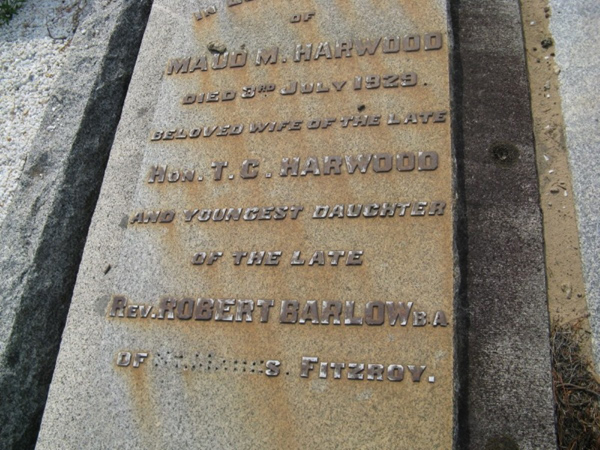 IN
OF
MAUD M. HARWOOD
DIED 3RD JULY 1929.
BELOVED WIFE OF THE LATE
HON. T. C. HARWOOD
AND YOUNGEST DAUGHTER
OF THE LATE
REV. ROBERT BARLOW B.A
OF S. FITZROY.